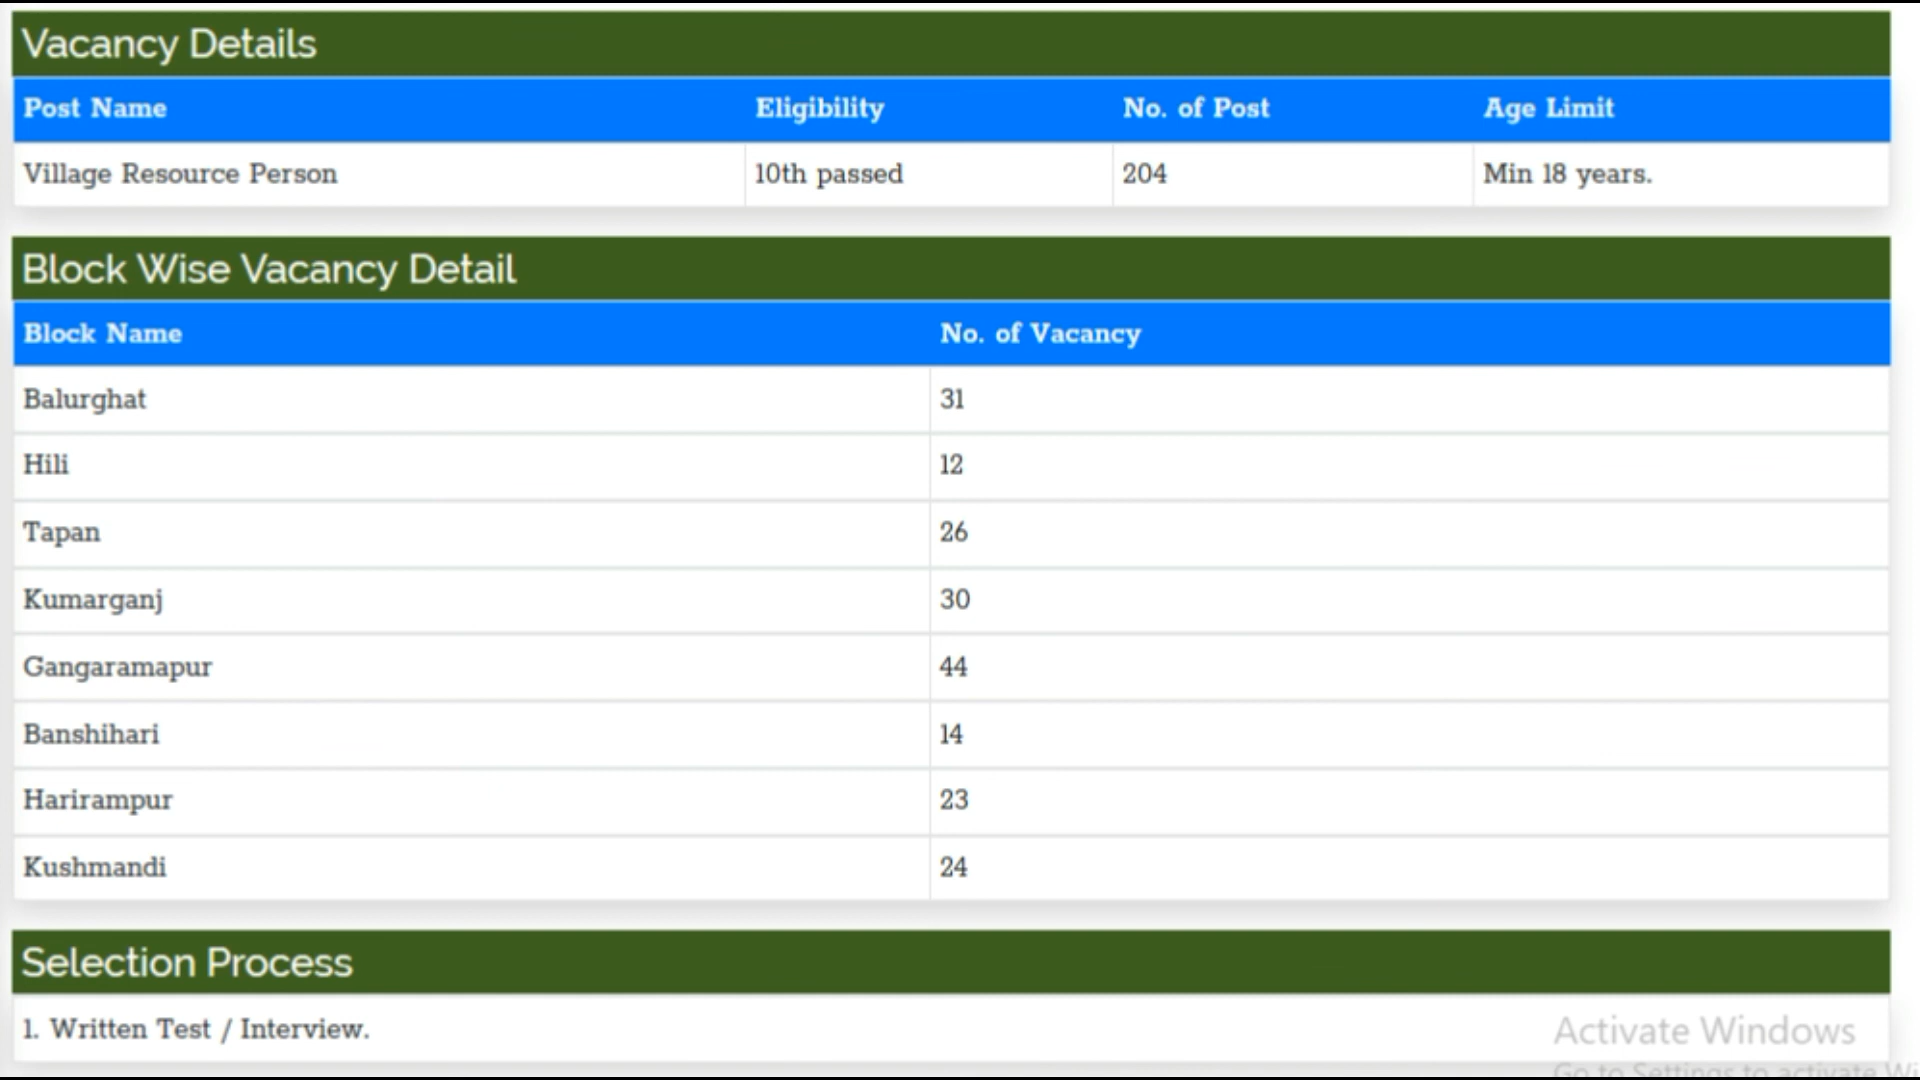 Vacancy Details
Post Name Eligibility No. of Post Age Limit
Village Resource Person 10th passed 204 Min 18 years.
Block Wise Vacancy Detail
Block Name No. of Vacancy
Balurghat 31
Hili 12
Tapan 26
Kumarganj 30
Gangaramapur 44
Banshihari 14
Harirampur 23
Kushmandi 24
Selection Process
1. Written Test / Interview.
Activate Windows
Go to Settings to activate